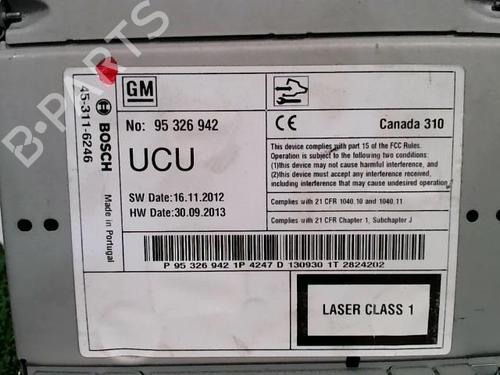 GM
No: 95 326 942
UCU
SW Date:16.11.2012
HW Date:30.09.2013
45-311-6246
BOSCH
Made in Portugal
CE
Canada 310
This device complies with part 15 of the FCC Rules.
Operation is subject to the following two conditions:
(1)this device may not cause harmful interference, and
(2)this device must accept any interference received,
including interference that may cause undesired operation
Complies with 21 CFR 1040.10 and 1040.11
Complies with 21 CFR Chapter 1, Subchapter J
P 95 326 942 1P 4247 D 130930 1T 2824202
LASER CLASS 1
B-PARTS